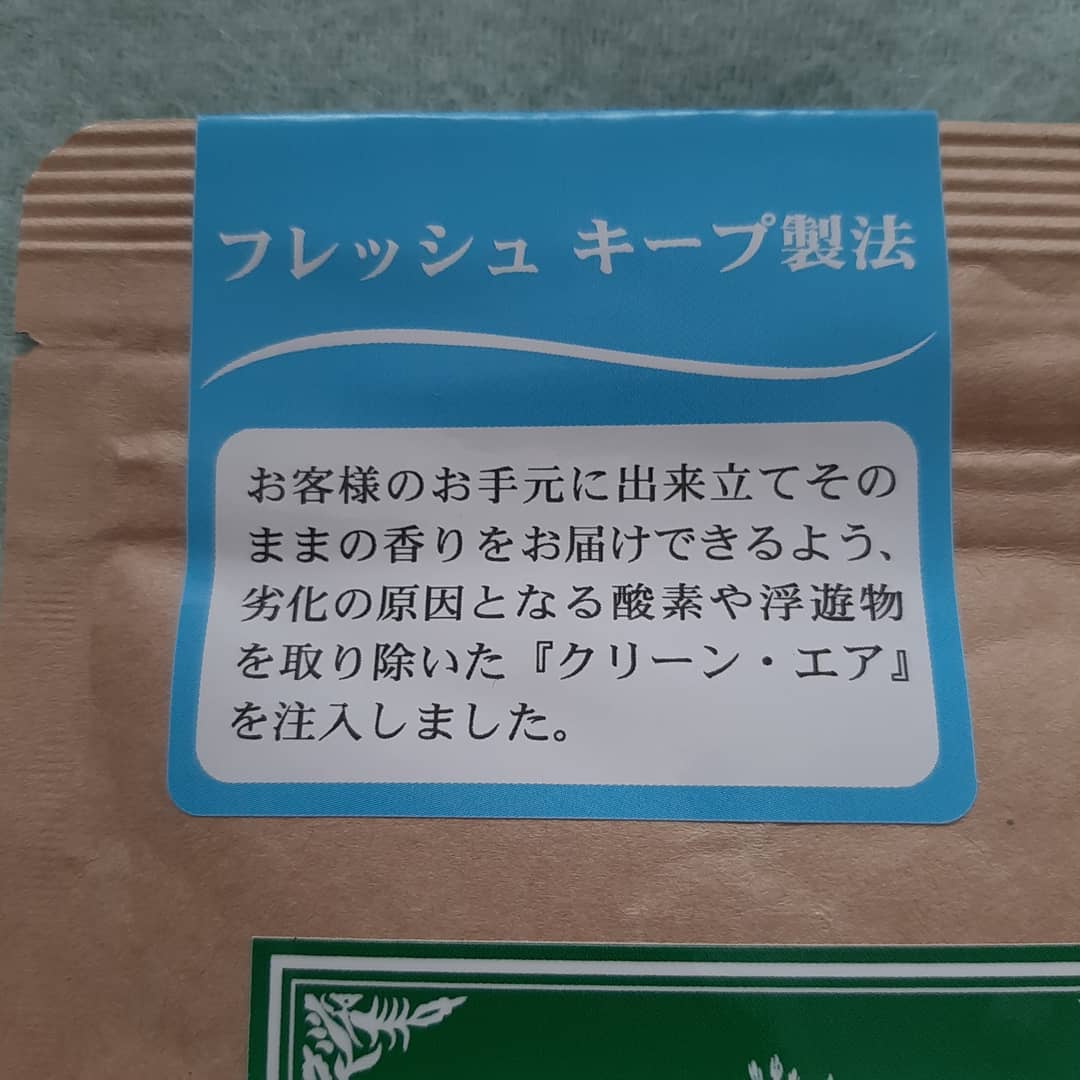 フレッシュ キープ製法
お客様のお手元に出来立てその
ままの香りをお届けできるよう、
劣化の原因となる酸素や浮遊物
を取り除いた『クリーン・エア』
を注入しました。